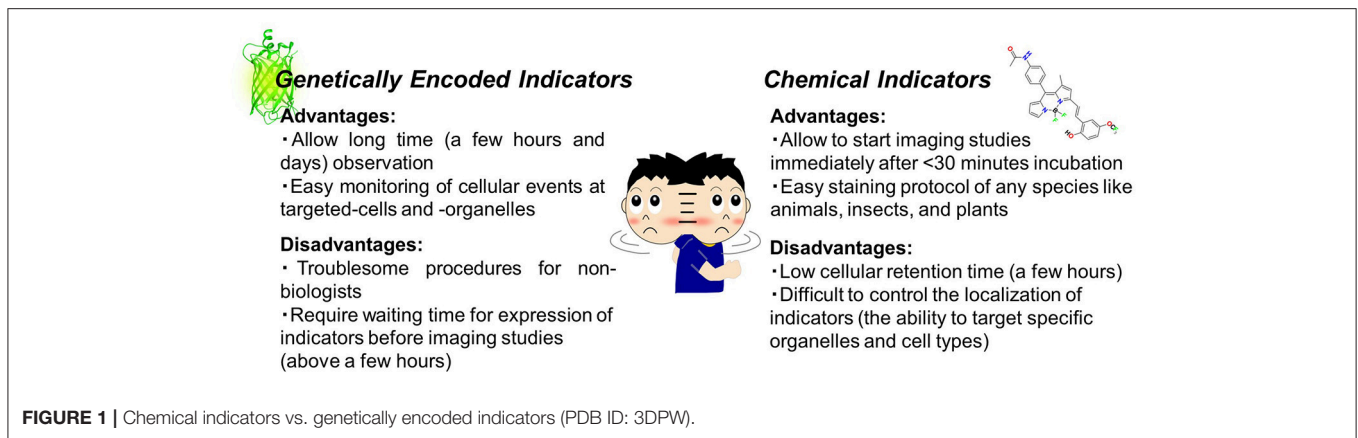 Genetically Encoded Indicators
Advantages:
・Allow long time (a few hours and
days) observation
・Easy monitoring of cellular events at
targeted-cells and -organelles
Disadvantages:
・ Troublesome procedures for non-
biologists
・Require waiting time for expression of
indicators before imaging studies
(above a few hours)
Chemical Indicators
Advantages:
・Allow to start imaging studies
immediately after <30 minutes incubation
・Easy staining protocol of any species like
animals, insects, and plants
Disadvantages:
・Low cellular retention time (a few hours)
・Difficult to control the localization of
indicators (the ability to target specific
organelles and cell types)
FIGURE 1 | Chemical indicators vs. genetically encoded indicators (PDB ID: 3DPW).